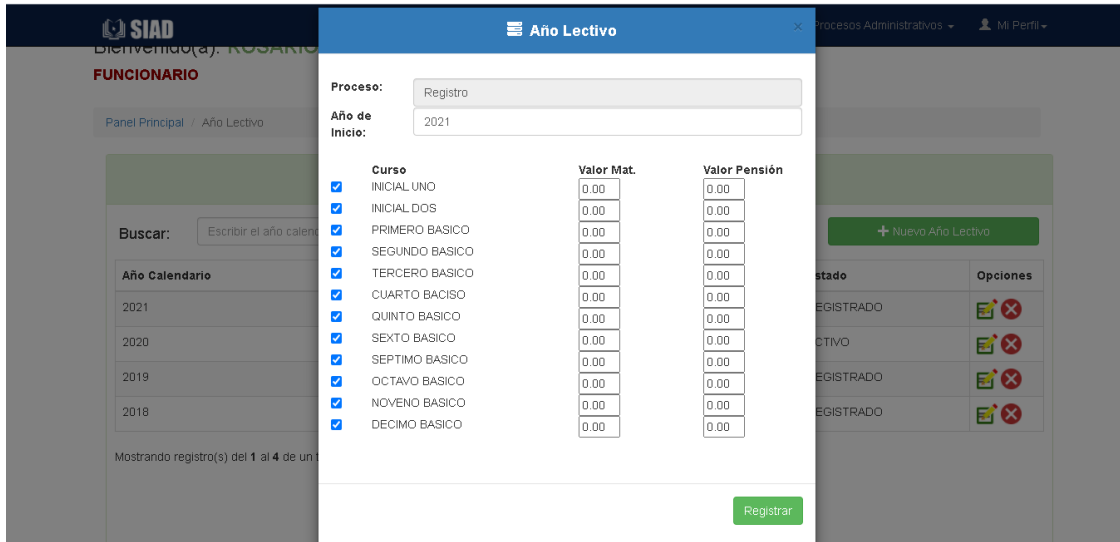 SIAD
Año Lectivo
×
Procesos Administrativos
Mi Perfil
Bienvenido(a): ROSARIO
FUNCIONARIO
Panel Principal / Año Lectivo
Proceso: Registro
Año de Inicio: 2021
Curso Valor Mat. Valor Pensión
INICIAL UNO 0.00 0.00
INICIAL DOS 0.00 0.00
PRIMERO BASICO 0.00 0.00
SEGUNDO BASICO 0.00 0.00
TERCERO BASICO 0.00 0.00
CUARTO BACISO 0.00 0.00
QUINTO BASICO 0.00 0.00
SEXTO BASICO 0.00 0.00
SEPTIMO BASICO 0.00 0.00
OCTAVO BASICO 0.00 0.00
NOVENO BASICO 0.00 0.00
DECIMO BASICO 0.00 0.00
Registrar
Buscar: Escribir el año calend
+ Nuevo Año Lectivo
Año Calendario stado Opciones
2021 EGISTRADO
2020 CTIVO
2019 EGISTRADO
2018 EGISTRADO
Mostrando registro(s) del 1 al 4 de un t